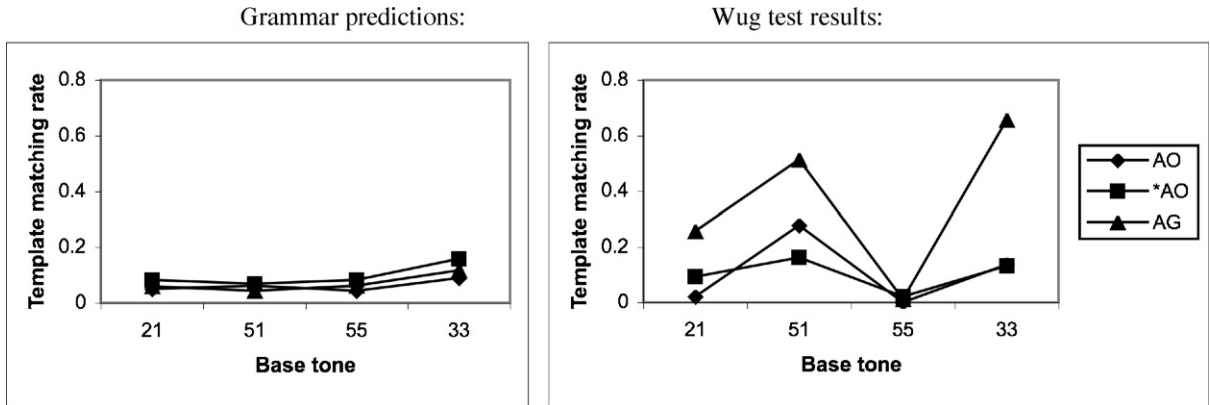 Grammar predictions:
Wug test results:
Template matching rate
0.8
0.6
0.4
0.2
0
21 51 55 33
Base tone
Template matching rate
0.8
0.6
0.4
0.2
0
21 51 55 33
Base tone
AO
*AO
AG